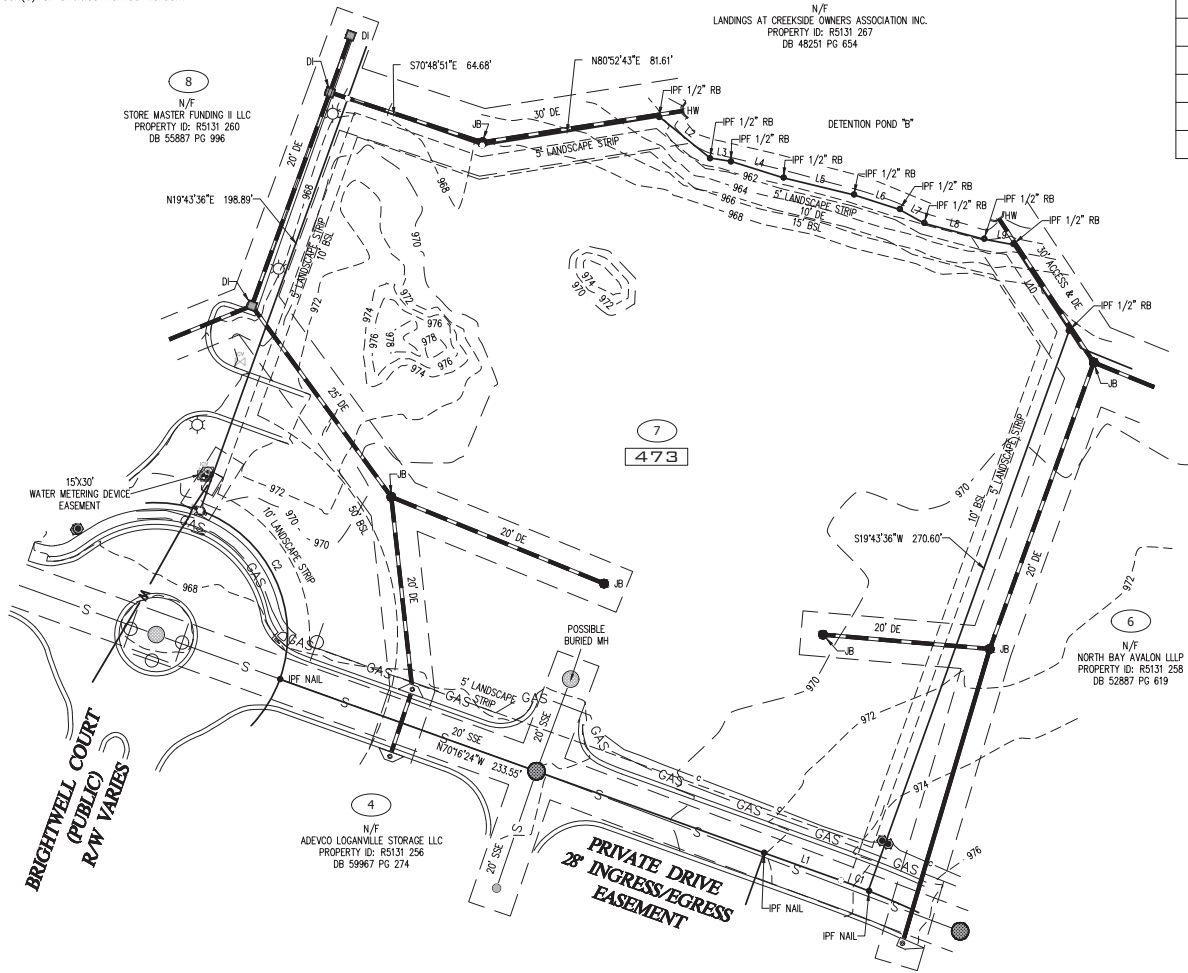 N/F
LANDINGS AT CREEKSIDE OWNERS ASSOCIATION INC.
PROPERTY ID: R5131 267
DB 48251 PG 654
8
N/F
STORE MASTER FUNDING II LLC
PROPERTY ID: R5131 260
DB 55887 PG 996
DI
DI
S70°48'51"E 64.68'
N80°52'43"E 81.61'
IPF 1/2" RB
HW
30' DE
JB
5' LANDSCAPE STRIP
DETENTION POND "B"
L2
L3
IPF 1/2" RB
IPF 1/2" RB
L4
IPF 1/2" RB
L5
IPF 1/2" RB
L6
IPF 1/2" RB
L7
IPF 1/2" RB
L8
IPF 1/2" RB
HW
L9
IPF 1/2" RB
962
964
966
968
5' LANDSCAPE STRIP
10' DE
15' BSL
30' ACCESS & DE
L40
IPF 1/2" RB
JB
20' DE
968
N19°43'36"E 198.89'
5' LANDSCAPE STRIP
10' BSL
968
970
972
DI
972
974
976
978
976
978
976
974
974
970
972
25' DE
7
473
15'X30'
WATER METERING DEVICE
EASEMENT
JB
972
970
970
10' LANDSCAPE STRIP
50' BSL
20' DE
JB
20' DE
C2
GAS
GAS
968
970
10' BSL
5' LANDSCAPE STRIP
S19°43'36"W 270.60'
20' DE
972
6
N/F
NORTH BAY AVALON LLLP
PROPERTY ID: R5131 258
DB 52887 PG 619
20' DE
JB
JB
970
972
974
976
POSSIBLE
BURIED MH
S
W
S
GAS
GAS
GAS
GAS
IPF NAIL
S
S
5' LANDSCAPE
STRIP
20' SSE
20' SSE
N70°16'24"W 233.55'
S
GAS
GAS
GAS
GAS
GAS
S
S
S
20' SSE
L1
C1
S
S
IPF NAIL
IPF NAIL
BRIGHTWELL COURT
(PUBLIC)
R/W VARIES
4
N/F
ADEVCO LOGANVILLE STORAGE LLC
PROPERTY ID: R5131 256
DB 59967 PG 274
PRIVATE DRIVE
28' INGRESS/EGRESS
EASEMENT